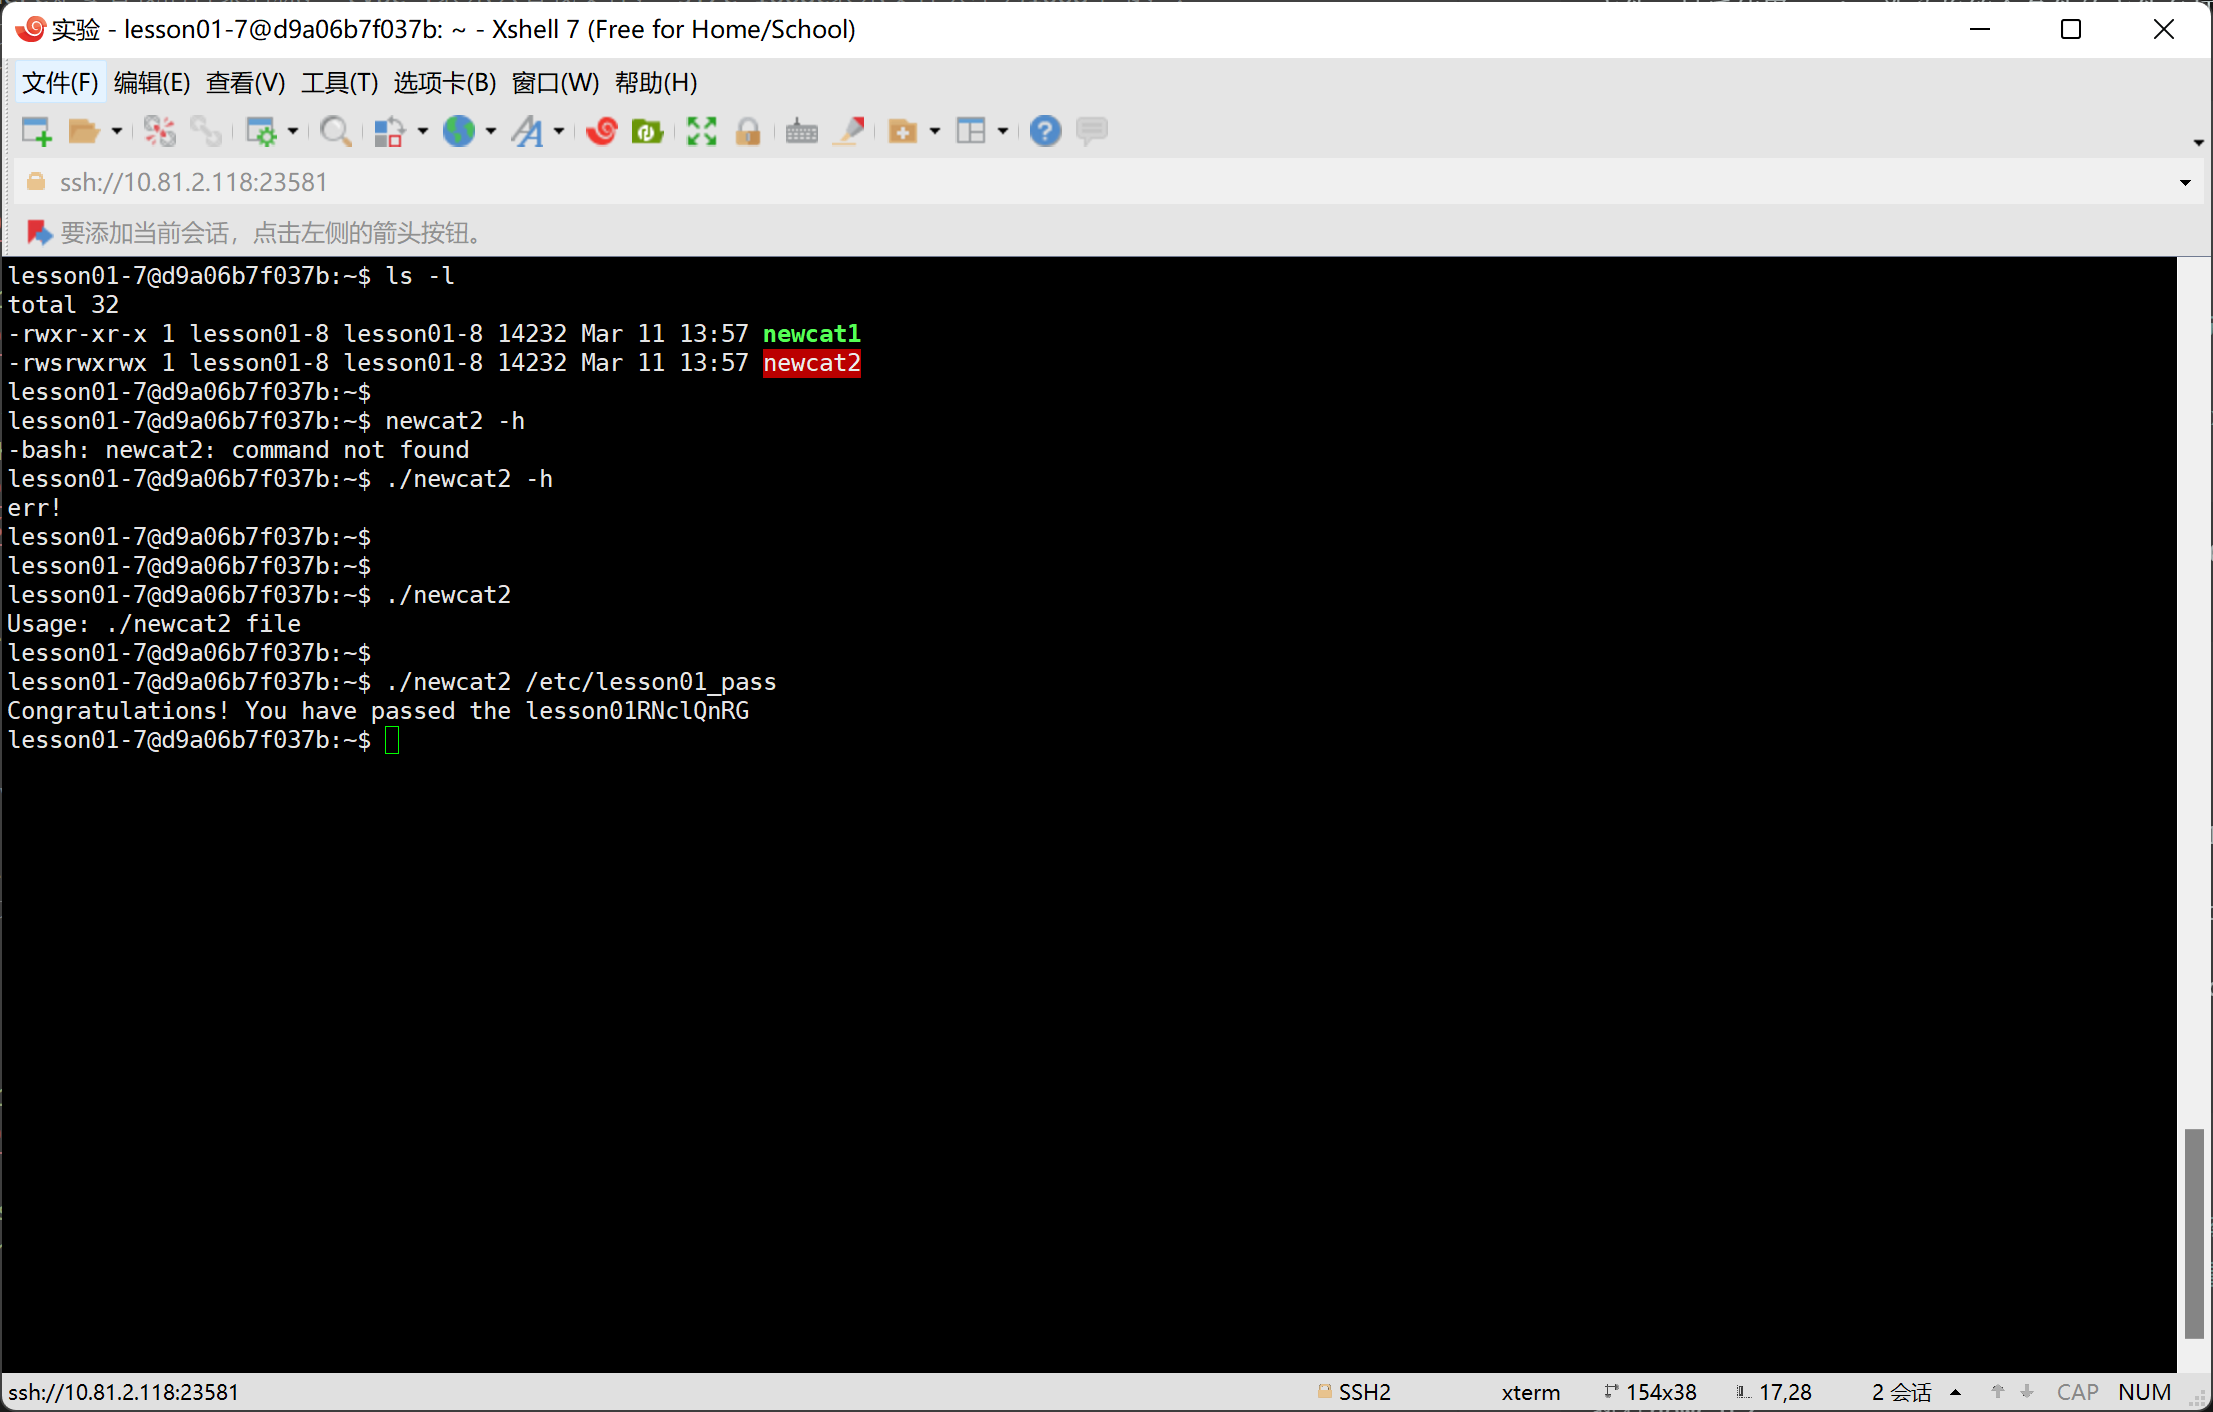 实验 - lesson01-7@d9a06b7f037b: ~ - Xshell 7 (Free for Home/School)
文件(F) 编辑(E) 查看(V) 工具(T) 选项卡(B) 窗口(W) 帮助(H)
ssh://10.81.2.118:23581
要添加当前会话，点击左侧的箭头按钮。
lesson01-7@d9a06b7f037b:~$ ls -l
total 32
-rwxr-xr-x 1 lesson01-8 lesson01-8 14232 Mar 11 13:57 newcat1
-rwsrwxrwx 1 lesson01-8 lesson01-8 14232 Mar 11 13:57 newcat2
lesson01-7@d9a06b7f037b:~$
lesson01-7@d9a06b7f037b:~$ newcat2 -h
-bash: newcat2: command not found
lesson01-7@d9a06b7f037b:~$ ./newcat2 -h
err!
lesson01-7@d9a06b7f037b:~$
lesson01-7@d9a06b7f037b:~$
lesson01-7@d9a06b7f037b:~$ ./newcat2
Usage: ./newcat2 file
lesson01-7@d9a06b7f037b:~$
lesson01-7@d9a06b7f037b:~$ ./newcat2 /etc/lesson01_pass
Congratulations! You have passed the lesson01RNclQnRG
lesson01-7@d9a06b7f037b:~$
ssh://10.81.2.118:23581 SSH2 xterm 154x38 17,28 2 会话 CAP NUM